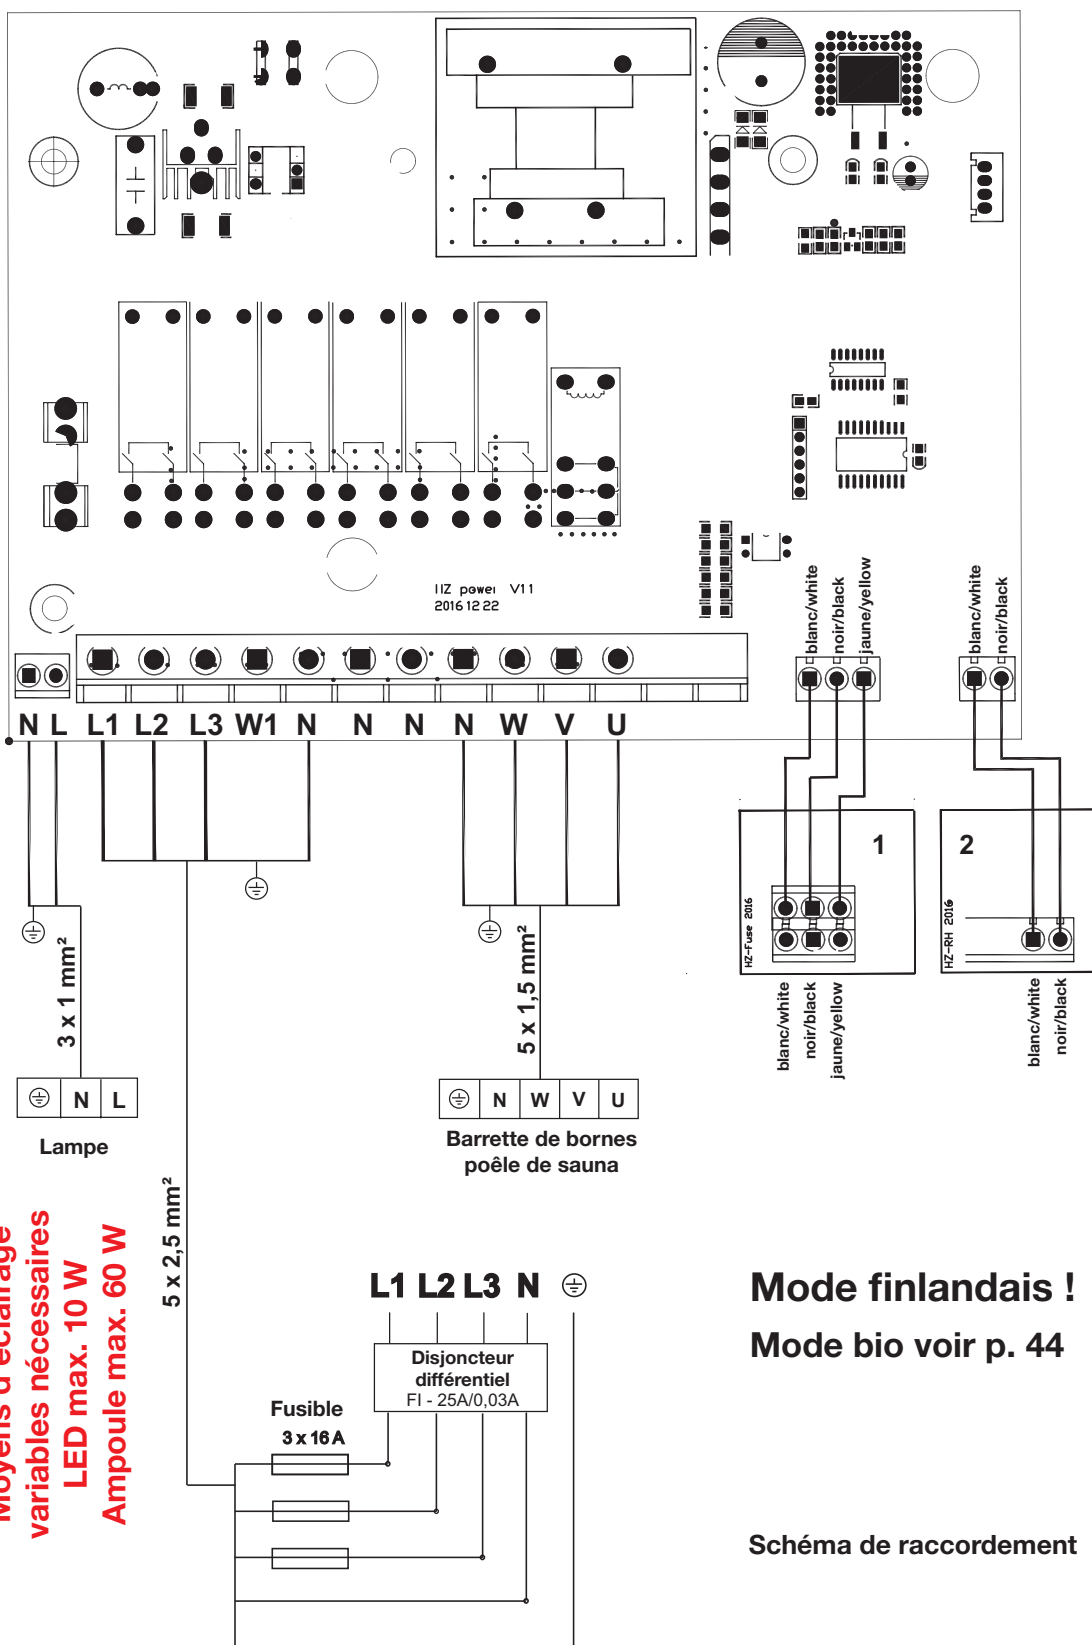 HZ power V11
2016 12 22
blanc/white
noir/black
jaune/yellow
blanc/white
noir/black
N L L1 L2 L3 W1 N N N N W V U
1
2
HZ-Fuse 2016
HZ-RH 2016
blanc/white
noir/black
jaune/yellow
blanc/white
noir/black
3 x 1 mm²
5 x 1,5 mm²
N L
Lampe
N W V U
Barrette de bornes
poêle de sauna
5 x 2,5 mm²
Moyens d'éclairage
variables nécessaires
LED max. 10 W
Ampoule max. 60 W
L1 L2 L3 N
Disjoncteur
différentiel
FI - 25A/0,03A
Fusible
3 x 16 A
Mode finlandais !
Mode bio voir p. 44
Schéma de raccordement